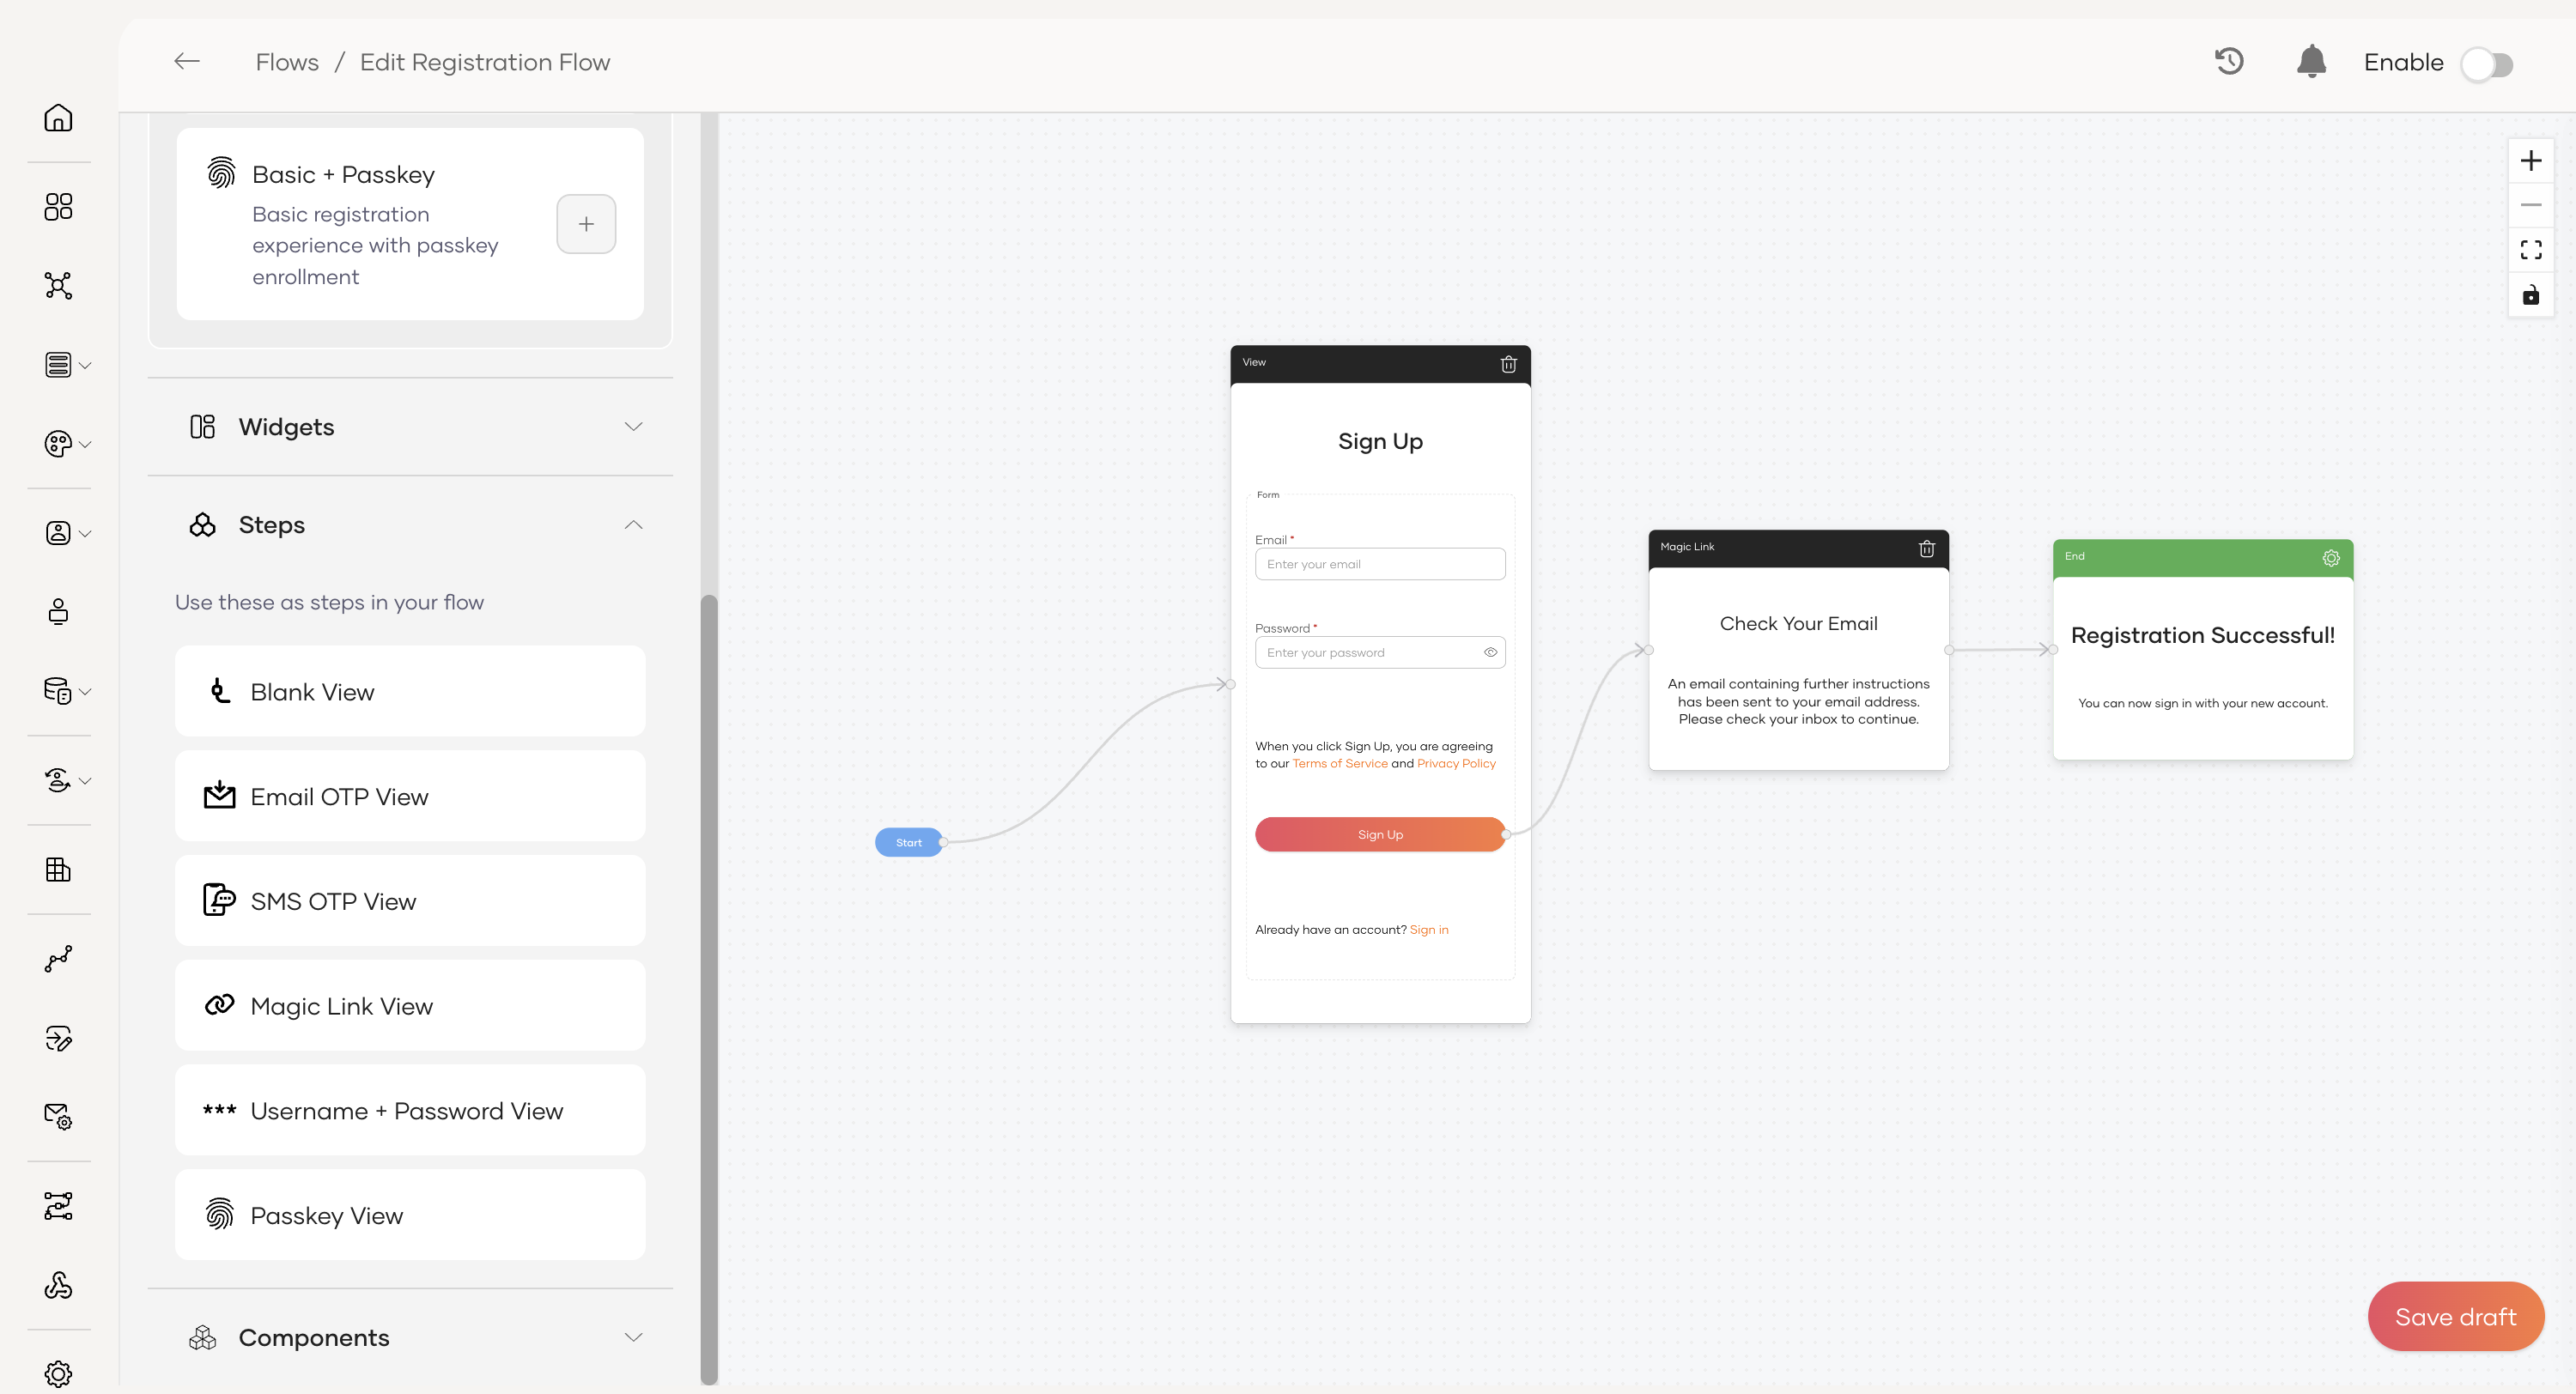 Flows / Edit Registration Flow
Enable
Basic + Passkey
Basic registration
experience with passkey
enrollment
Widgets
Steps
Use these as steps in your flow
Blank View
Email OTP View
SMS OTP View
Magic Link View
*** Username + Password View
Passkey View
Components
Start
View
Sign Up
Form
Email *
Enter your email
Password *
Enter your password
When you click Sign Up, you are agreeing
to our Terms of Service and Privacy Policy
Sign Up
Already have an account? Sign in
Magic Link
Check Your Email
An email containing further instructions
has been sent to your email address.
Please check your inbox to continue.
End
Registration Successful!
You can now sign in with your new account.
Save draft